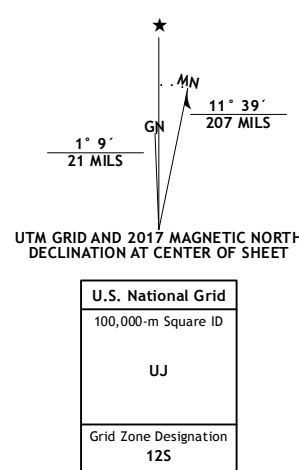 ★
MN
11° 39´
207 MILS
GN
1° 9´
21 MILS
UTM GRID AND 2017 MAGNETIC NORTH
DECLINATION AT CENTER OF SHEET
U.S. National Grid
100,000-m Square ID
UJ
Grid Zone Designation
12S